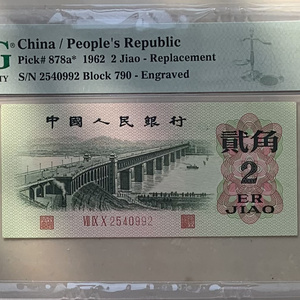 China / People's Republic
Pick# 878a* 1962 2 Jiao - Replacement
S/N 2540992 Block 790 - Engraved
中國人民銀行
貳角
2
ER
JIAO
VII IX X 2540992